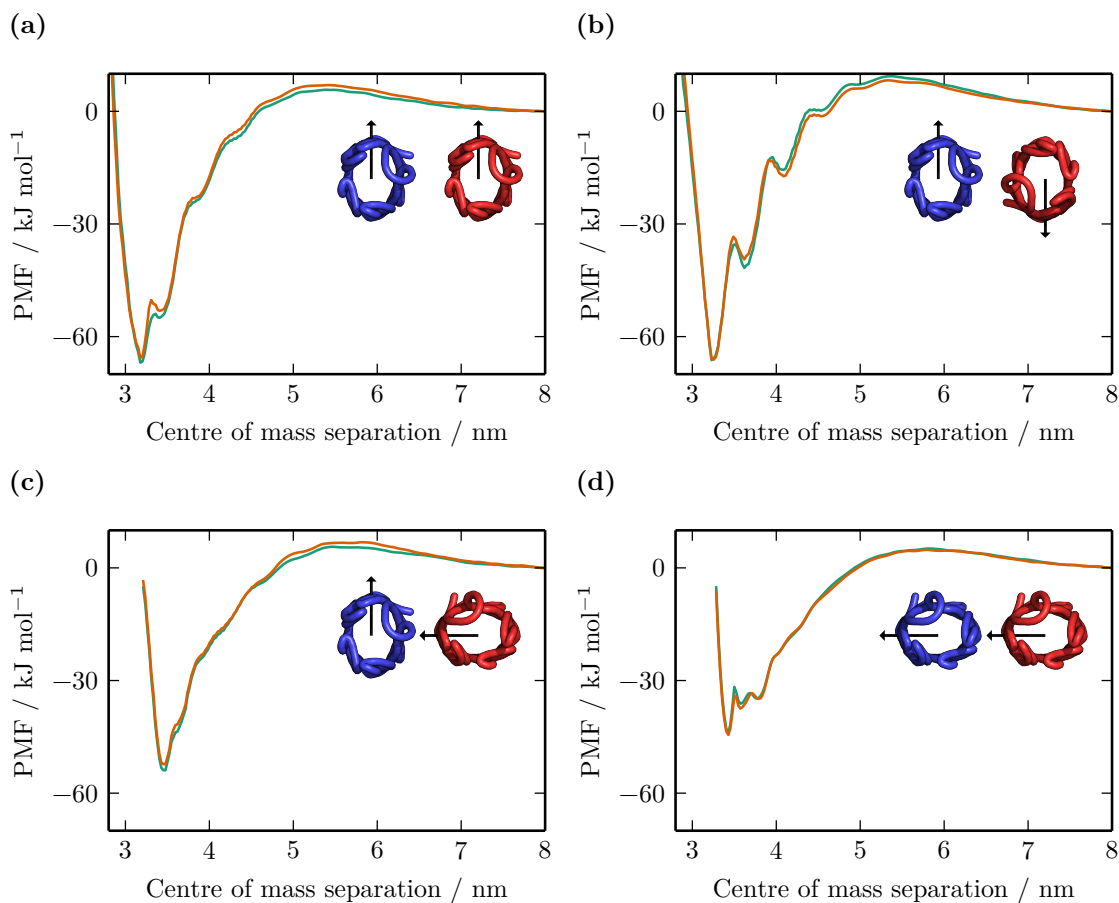 (a)
0
−30
−60
PMF / kJ mol⁻¹
3 4 5 6 7 8
Centre of mass separation / nm
(b)
0
−30
−60
PMF / kJ mol⁻¹
3 4 5 6 7 8
Centre of mass separation / nm
(c)
0
−30
−60
PMF / kJ mol⁻¹
3 4 5 6 7 8
Centre of mass separation / nm
(d)
0
−30
−60
PMF / kJ mol⁻¹
3 4 5 6 7 8
Centre of mass separation / nm